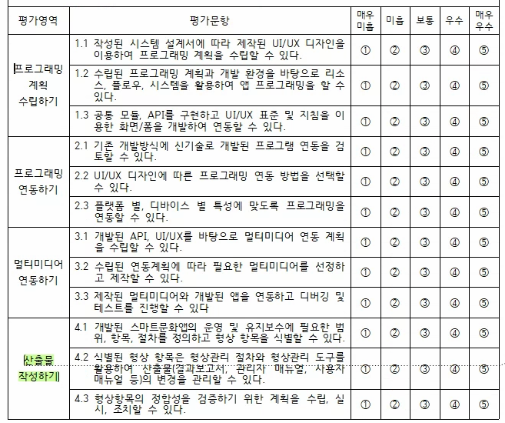 평가영역 평가문항 매우 미흡 미흡 보통 우수 매우 우수
프로그래밍
계획
수립하기
1.1 작성된 시스템 설계서에 따라 제작된 UI/UX 디자인을
이용하여 프로그래밍 계획을 수립할 수 있다.
① ② ③ ④ ⑤
1.2 수립된 프로그래밍 계획과 개발 환경을 바탕으로 리소
스, 플로우, 시스템을 활용하여 앱 프로그래밍을 할 수
있다.
① ② ③ ④ ⑤
1.3 공통 모듈, API를 구현하고 UI/UX 표준 및 지침을 이
용한 화면/폼을 개발하여 연동할 수 있다.
① ② ③ ④ ⑤
프로그래밍
연동하기
2.1 기존 개발방식에 신기술로 개발된 프로그램 연동을 검
토할 수 있다.
① ② ③ ④ ⑤
2.2 UI/UX 디자인에 따른 프로그래밍 연동 방법을 선택할
수 있다.
① ② ③ ④ ⑤
2.3 플랫폼 별, 디바이스 별 특성에 맞도록 프로그래밍을
연동할 수 있다.
① ② ③ ④ ⑤
멀티미디어
연동하기
3.1 개발된 API, UI/UX를 바탕으로 멀티미디어 연동 계획
을 수립할 수 있다.
① ② ③ ④ ⑤
3.2 수립된 연동계획에 따라 필요한 멀티미디어를 선정하
고 제작할 수 있다.
① ② ③ ④ ⑤
3.3 제작된 멀티미디어와 개발된 앱을 연동하고 디버깅 및
테스트를 진행할 수 있다
① ② ③ ④ ⑤
산출물
작성하기
4.1 개발된 스마트문화앱의 운영 및 유지보수에 필요한 범
위, 항목, 절차를 정의하고 형상 항목을 식별할 수 있다.
① ② ③ ④ ⑤
4.2 식별된 형상 항목은 형상관리 절차와 형상관리 도구를
활용하여 산출물(결과보고서, 관리자 매뉴얼, 사용자
매뉴얼 등)의 변경을 관리할 수 있다.
① ② ③ ④ ⑤
4.3 형상항목의 정합성을 검증하기 위한 계획을 수립, 실
시, 조치할 수 있다.
① ② ③ ④ ⑤